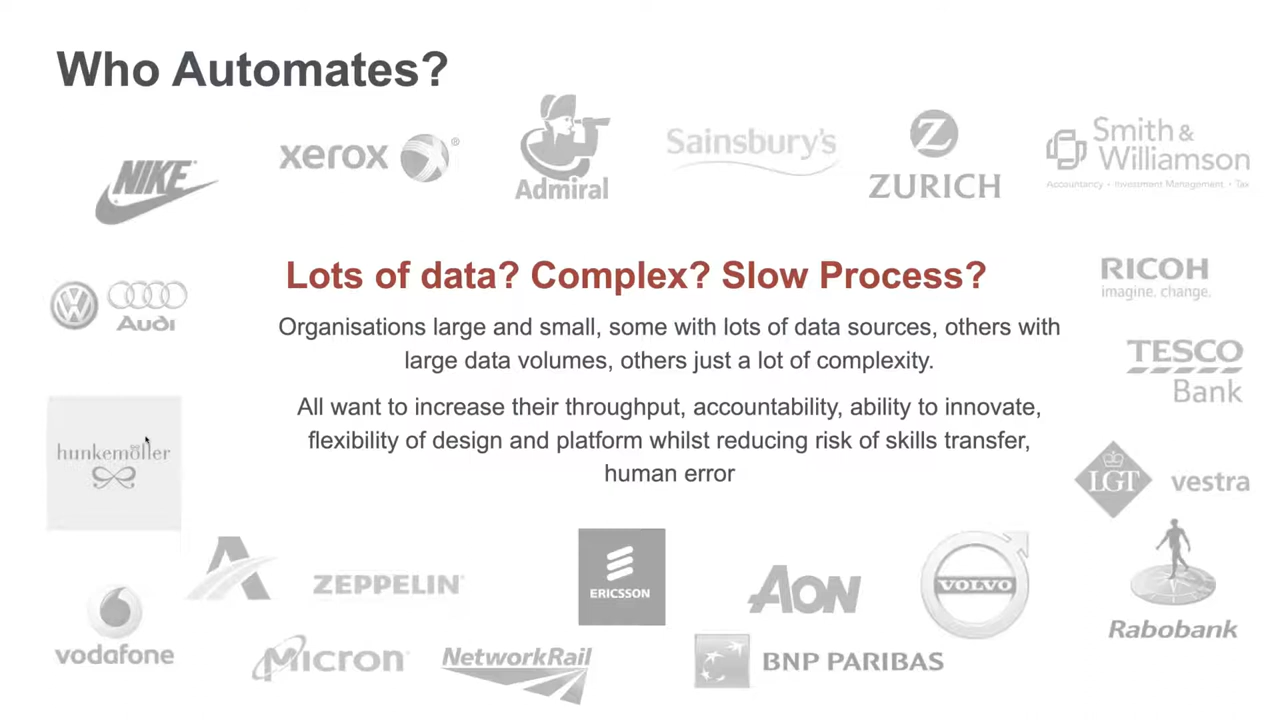 Who Automates?
NIKE
xerox ®
Admiral
Sainsbury's
Z
ZURICH
Smith &
Williamson
Accountancy • Investment Management • Tax
Lots of data? Complex? Slow Process?
Organisations large and small, some with lots of data sources, others with
large data volumes, others just a lot of complexity.
All want to increase their throughput, accountability, ability to innovate,
flexibility of design and platform whilst reducing risk of skills transfer,
human error
VW
Audi
RICOH
imagine. change.
TESCO
Bank
hunkemöller
LGT vestra
A
ZEPPELIN
ERICSSON
AON
VOLVO
Rabobank
vodafone
Micron
NetworkRail
BNP PARIBAS